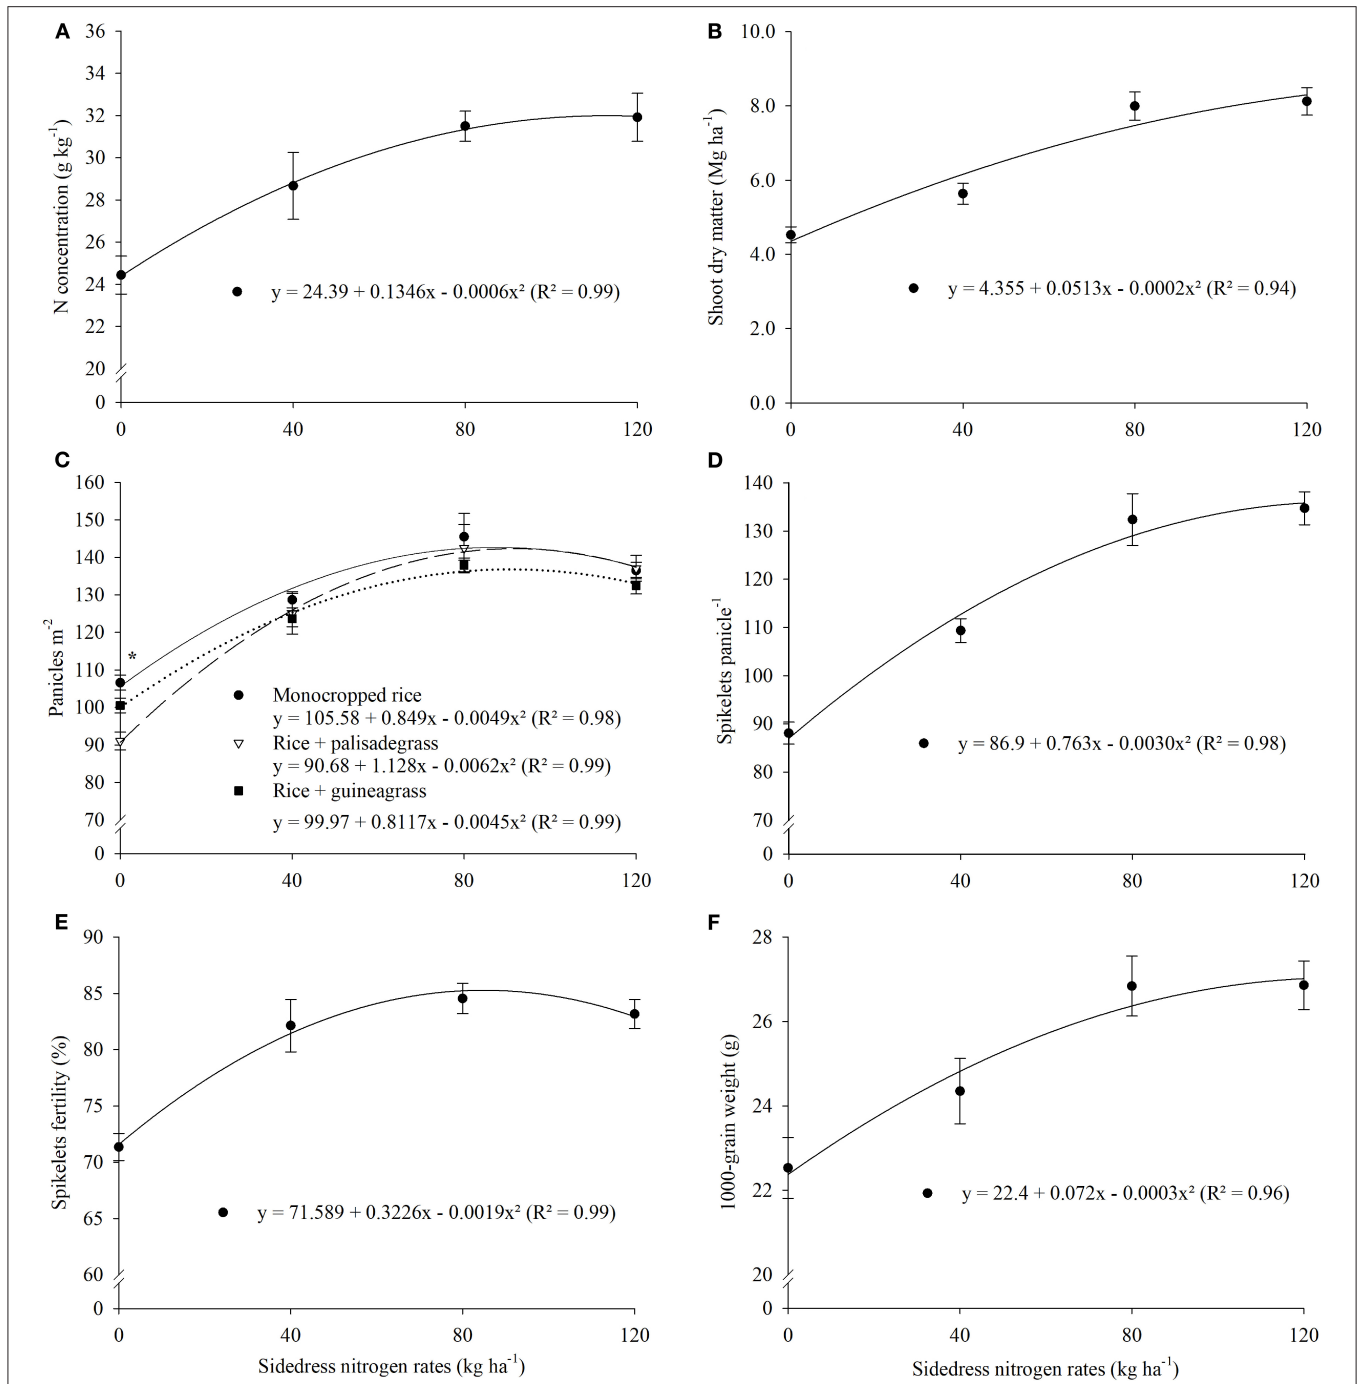 A
36
34
32
30
28
26
24
22
20
0
N concentration (g kg⁻¹)
y = 24.39 + 0.1346x - 0.0006x² (R² = 0.99)
0 40 80 120
B
10.0
8.0
6.0
4.0
2.0
0.0
Shoot dry matter (Mg ha⁻¹)
y = 4.355 + 0.0513x - 0.0002x² (R² = 0.94)
0 40 80 120
C
160
150
140
130
120
110
100
90
80
70
0
Panicles m⁻²
*
Monocropped rice
y = 105.58 + 0.849x - 0.0049x² (R² = 0.98)
Rice + palisadegrass
y = 90.68 + 1.128x - 0.0062x² (R² = 0.99)
Rice + guineagrass
y = 99.97 + 0.8117x - 0.0045x² (R² = 0.99)
0 40 80 120
D
140
130
120
110
100
90
80
70
0
Spikelets panicle⁻¹
y = 86.9 + 0.763x - 0.0030x² (R² = 0.98)
0 40 80 120
E
90
85
80
75
70
65
60
0
Spikelets fertility (%)
y = 71.589 + 0.3226x - 0.0019x² (R² = 0.99)
0 40 80 120
Sidedress nitrogen rates (kg ha⁻¹)
F
28
26
24
22
20
0
1000-grain weight (g)
y = 22.4 + 0.072x - 0.0003x² (R² = 0.96)
0 40 80 120
Sidedress nitrogen rates (kg ha⁻¹)